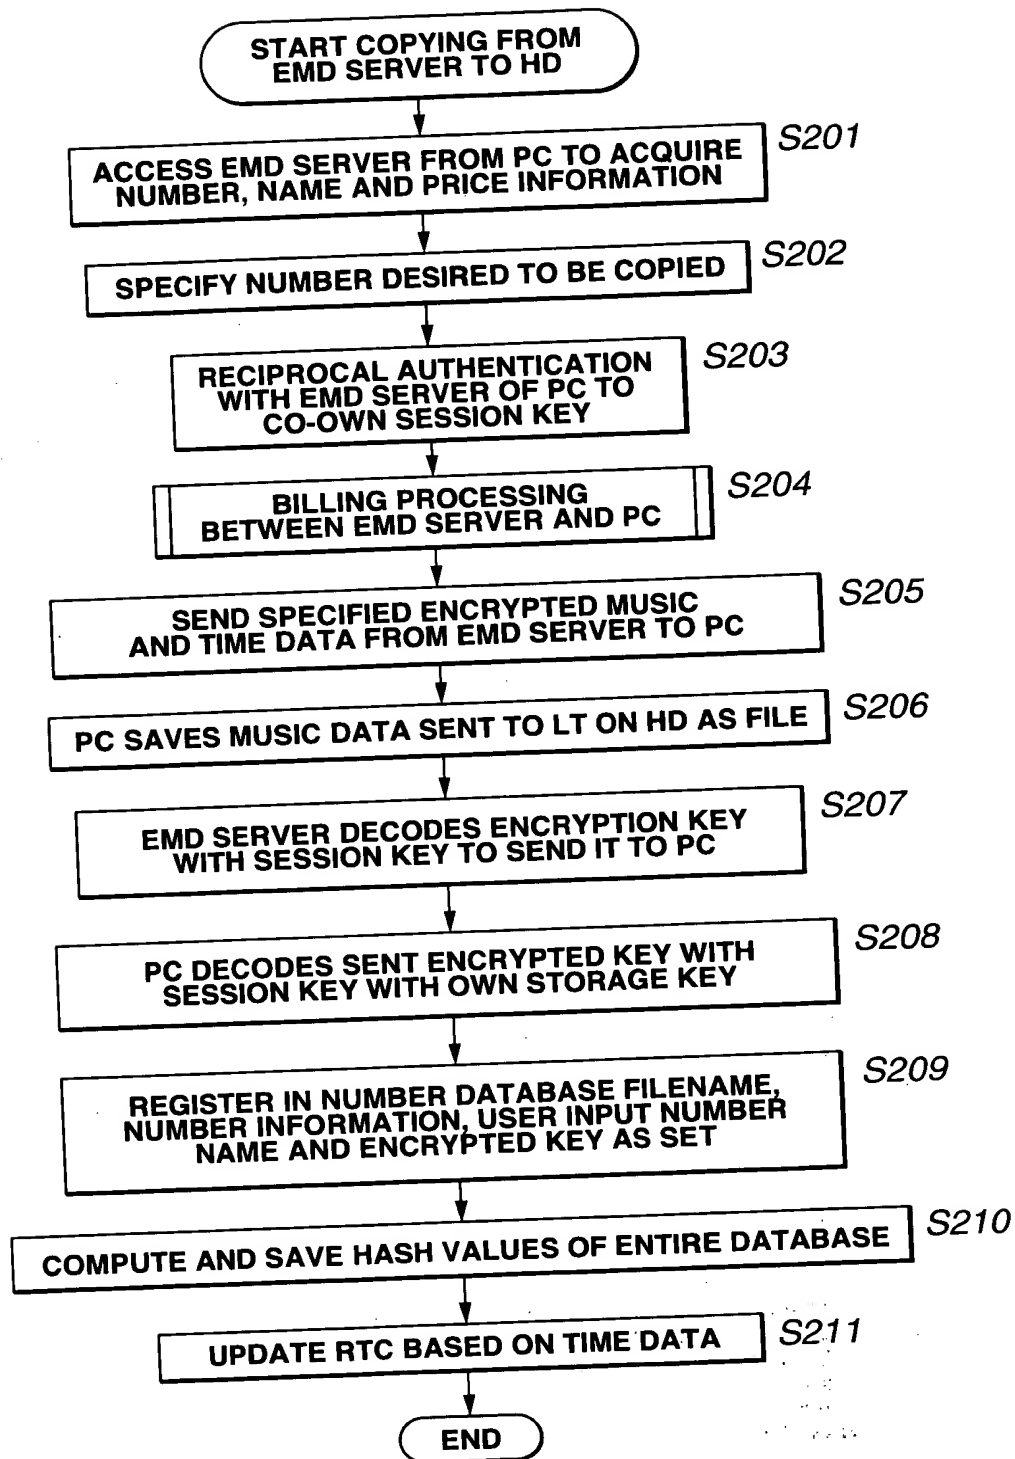 START COPYING FROM
EMD SERVER TO HD
S201
ACCESS EMD SERVER FROM PC TO ACQUIRE
NUMBER, NAME AND PRICE INFORMATION
S202
SPECIFY NUMBER DESIRED TO BE COPIED
S203
RECIPROCAL AUTHENTICATION
WITH EMD SERVER OF PC TO
CO-OWN SESSION KEY
S204
BILLING PROCESSING
BETWEEN EMD SERVER AND PC
S205
SEND SPECIFIED ENCRYPTED MUSIC
AND TIME DATA FROM EMD SERVER TO PC
S206
PC SAVES MUSIC DATA SENT TO LT ON HD AS FILE
S207
EMD SERVER DECODES ENCRYPTION KEY
WITH SESSION KEY TO SEND IT TO PC
S208
PC DECODES SENT ENCRYPTED KEY WITH
SESSION KEY WITH OWN STORAGE KEY
S209
REGISTER IN NUMBER DATABASE FILENAME,
NUMBER INFORMATION, USER INPUT NUMBER
NAME AND ENCRYPTED KEY AS SET
S210
COMPUTE AND SAVE HASH VALUES OF ENTIRE DATABASE
S211
UPDATE RTC BASED ON TIME DATA
END